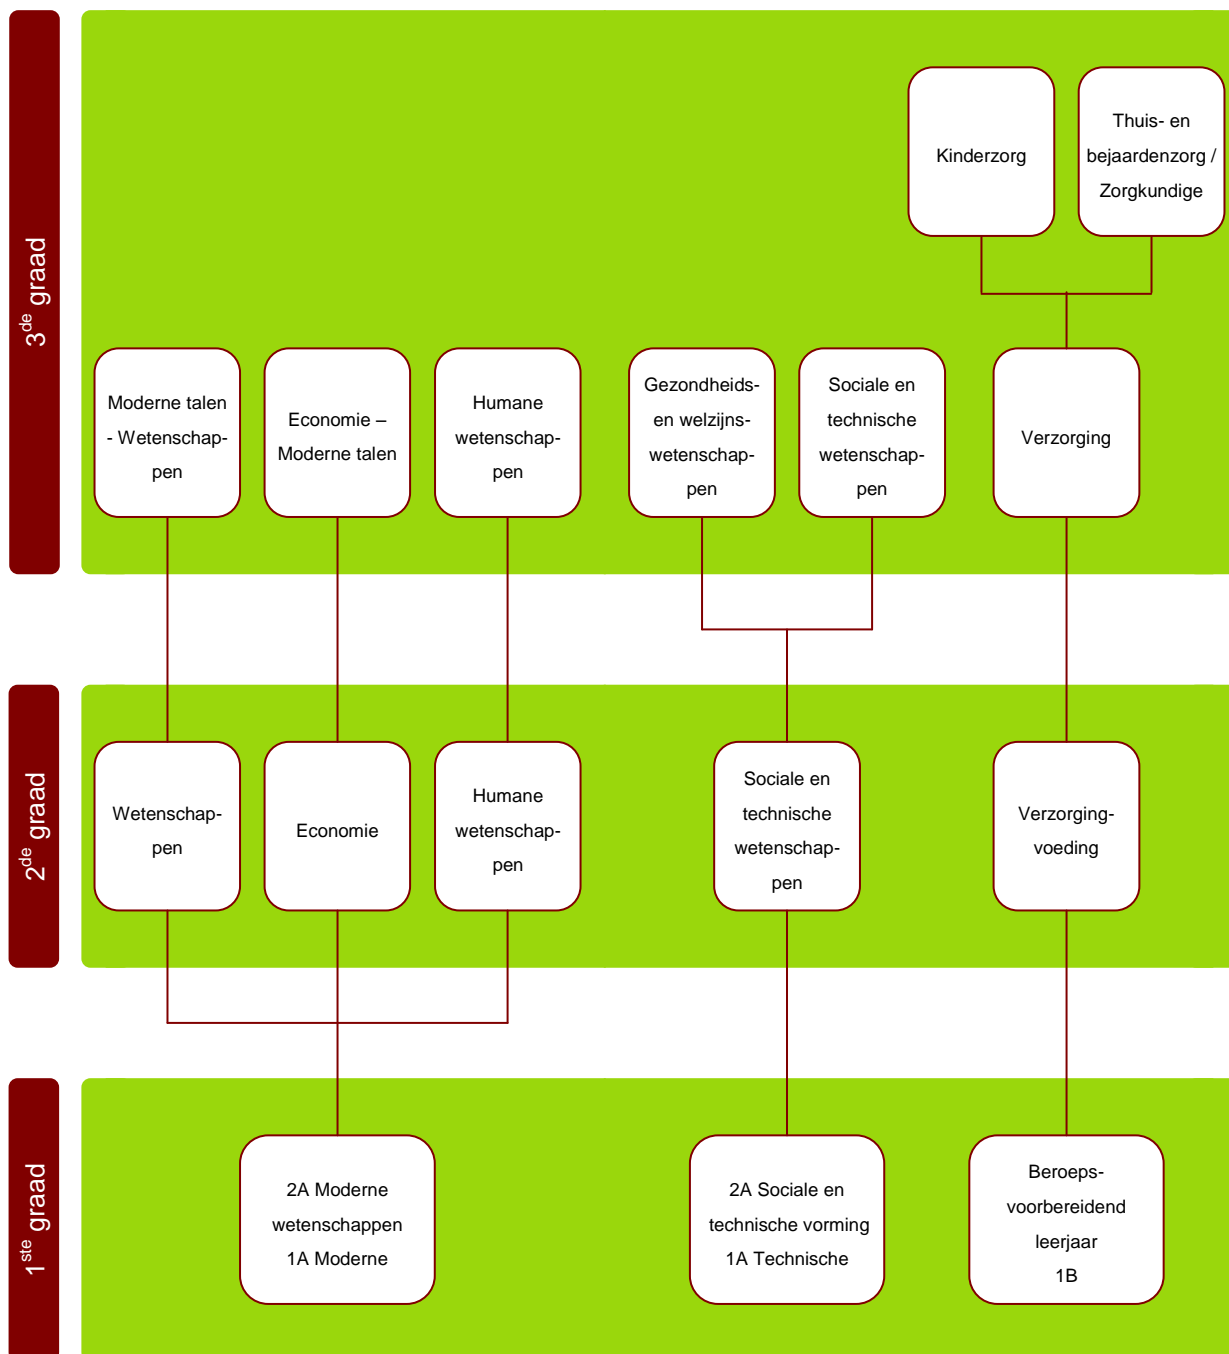 3de graad
Kinderzorg
Thuis- en
bejaardenzorg /
Zorgkundige
Moderne talen
- Wetenschap-
pen
Economie –
Moderne talen
Humane
wetenschap-
pen
Gezondheids-
en welzijns-
wetenschap-
pen
Sociale en
technische
wetenschap-
pen
Verzorging
2de graad
Wetenschap-
pen
Economie
Humane
wetenschap-
pen
Sociale en
technische
wetenschap-
pen
Verzorging-
voeding
1ste graad
2A Moderne
wetenschappen
1A Moderne
2A Sociale en
technische vorming
1A Technische
Beroeps-
voorbereidend
leerjaar
1B